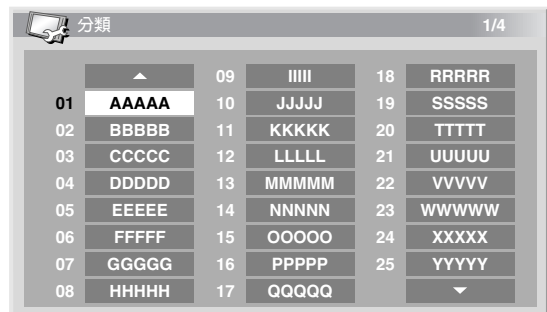 分類 1/4
01 AAAAA
02 BBBBB
03 CCCCC
04 DDDDD
05 EEEEE
06 FFFFF
07 GGGGG
08 HHHHH
09 IIIII
10 JJJJJ
11 KKKKK
12 LLLLL
13 MMMMM
14 NNNNN
15 OOOOO
16 PPPPP
17 QQQQQ
18 RRRRR
19 SSSSS
20 TTTTT
21 UUUUU
22 VVVVV
23 WWWWW
24 XXXXX
25 YYYYY